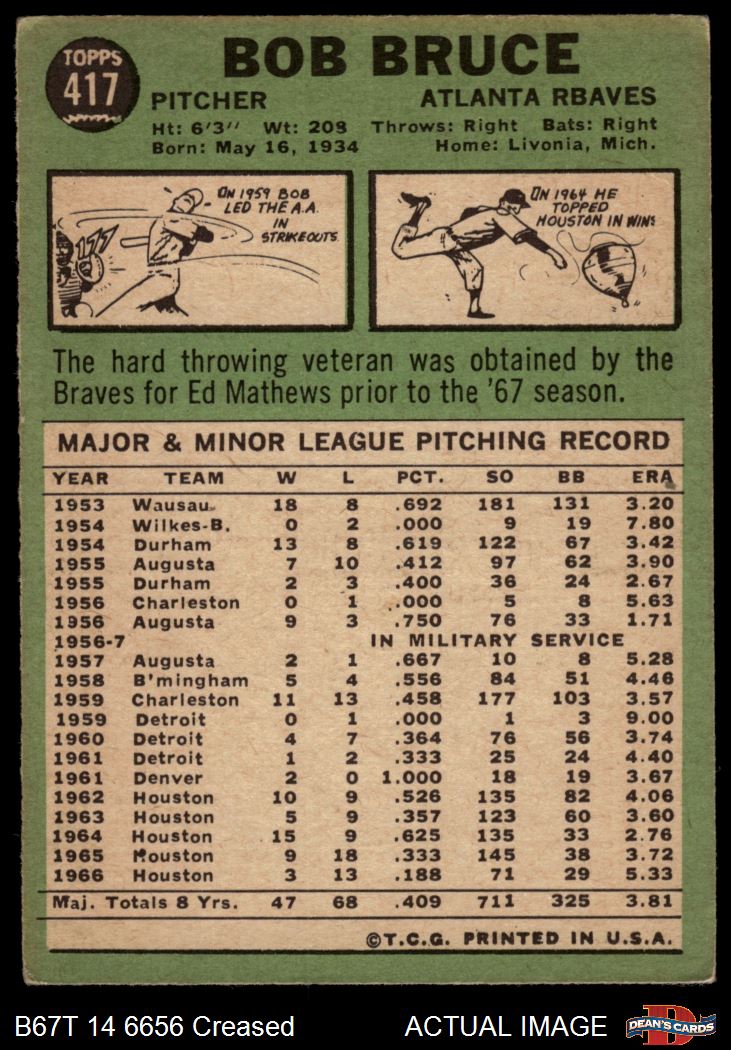 TOPPS
417
BOB BRUCE
PITCHER ATLANTA RBAVES
Ht: 6'3" Wt: 208 Throws: Right Bats: Right
Born: May 16, 1934 Home: Livonia, Mich.
IN 1959 BOB
LED THE A.A.
IN
STRIKEOUTS.
IN 1964 HE
TOPPED
HOUSTON IN WINS
The hard throwing veteran was obtained by the
Braves for Ed Mathews prior to the '67 season.
MAJOR & MINOR LEAGUE PITCHING RECORD
YEAR TEAM W L PCT. SO BB ERA
1953 Wausau 18 8 .692 181 131 3.20
1954 Wilkes-B. 0 2 .000 9 19 7.80
1954 Durham 13 8 .619 122 67 3.42
1955 Augusta 7 10 .412 97 62 3.90
1955 Durham 2 3 .400 36 24 2.67
1956 Charleston 0 1 .000 5 8 5.63
1956 Augusta 9 3 .750 76 33 1.71
1956-7 IN MILITARY SERVICE
1957 Augusta 2 1 .667 10 8 5.28
1958 B'mingham 5 4 .556 84 51 4.46
1959 Charleston 11 13 .458 177 103 3.57
1959 Detroit 0 1 .000 1 3 9.00
1960 Detroit 4 7 .364 76 56 3.74
1961 Detroit 1 2 .333 25 24 4.40
1961 Denver 2 0 1.000 18 19 3.67
1962 Houston 10 9 .526 135 82 4.06
1963 Houston 5 9 .357 123 60 3.60
1964 Houston 15 9 .625 135 33 2.76
1965 Houston 9 18 .333 145 38 3.72
1966 Houston 3 13 .188 71 29 5.33
Maj. Totals 8 Yrs. 47 68 .409 711 325 3.81
©T.C.G. PRINTED IN U.S.A.
B67T 14 6656 Creased ACTUAL IMAGE DEAN'S CARDS